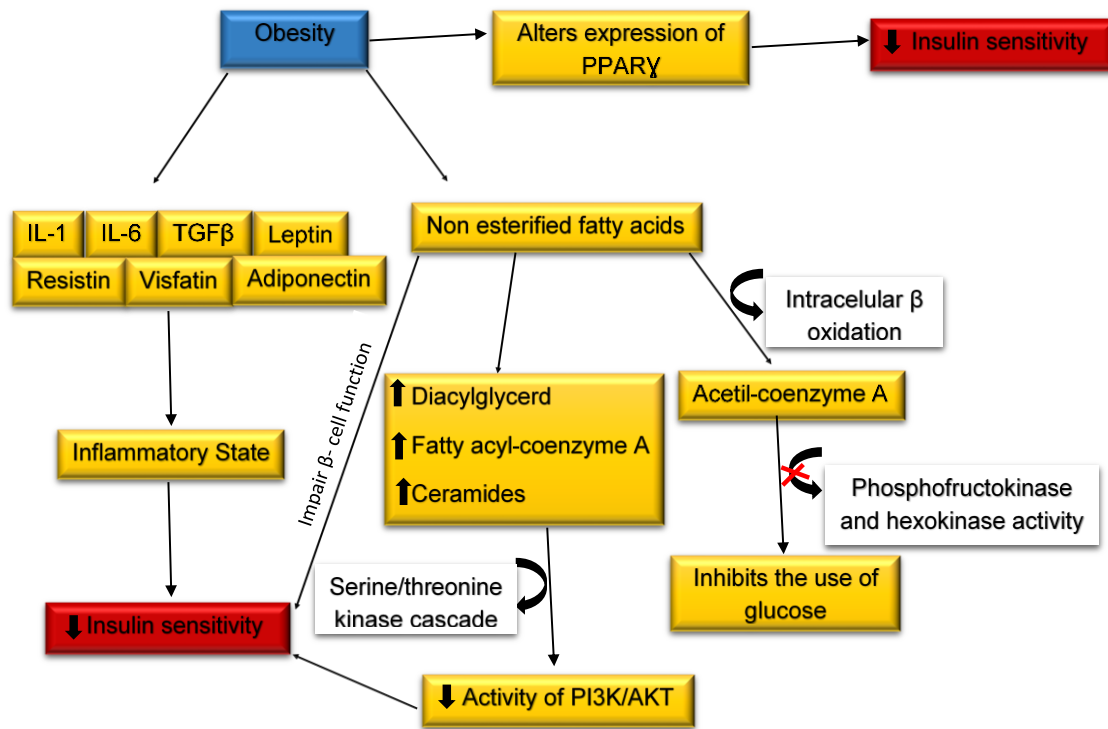 Obesity
Alters expression of
PPARɣ
Insulin sensitivity
IL-1
IL-6
TGFβ
Leptin
Resistin
Visfatin
Adiponectin
Non esterified fatty acids
Intracelular β
oxidation
Impair β- cell function
Diacylglycerd
Fatty acyl-coenzyme A
Ceramides
Acetil-coenzyme A
Inflammatory State
Phosphofructokinase
and hexokinase activity
Serine/threonine
kinase cascade
Inhibits the use of
glucose
Insulin sensitivity
Activity of PI3K/AKT